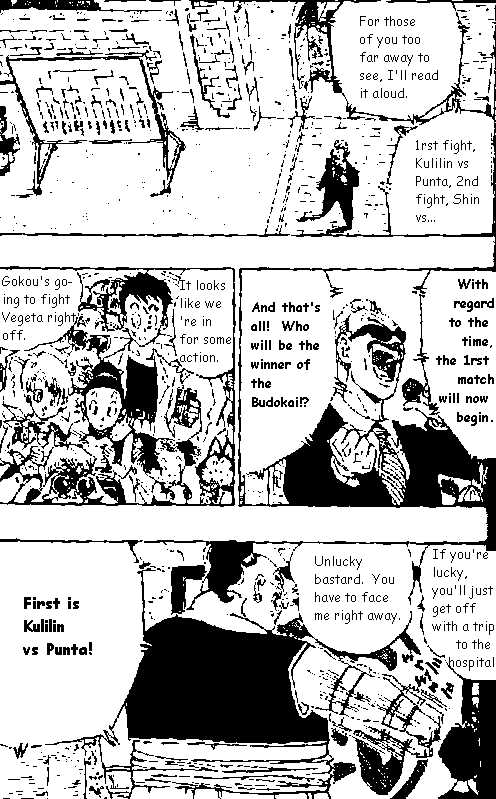 For those
of you too
far away to
see, I'll read
it aloud.
1rst fight,
Kulilin vs
Punta, 2nd
fight, Shin
vs...
Gokou's go-
ing to fight
Vegeta right
off.
It looks
like we
're in
for some
action.
And that's
all! Who
will be the
winner of
the
Budokai!?
With
regard
to the
time,
the 1rst
match
will now
begin.
First is
Kulilin
vs Punta!
Unlucky
bastard. You
have to face
me right away.
If you're
lucky,
you'll just
get off
with a trip
to the
hospital